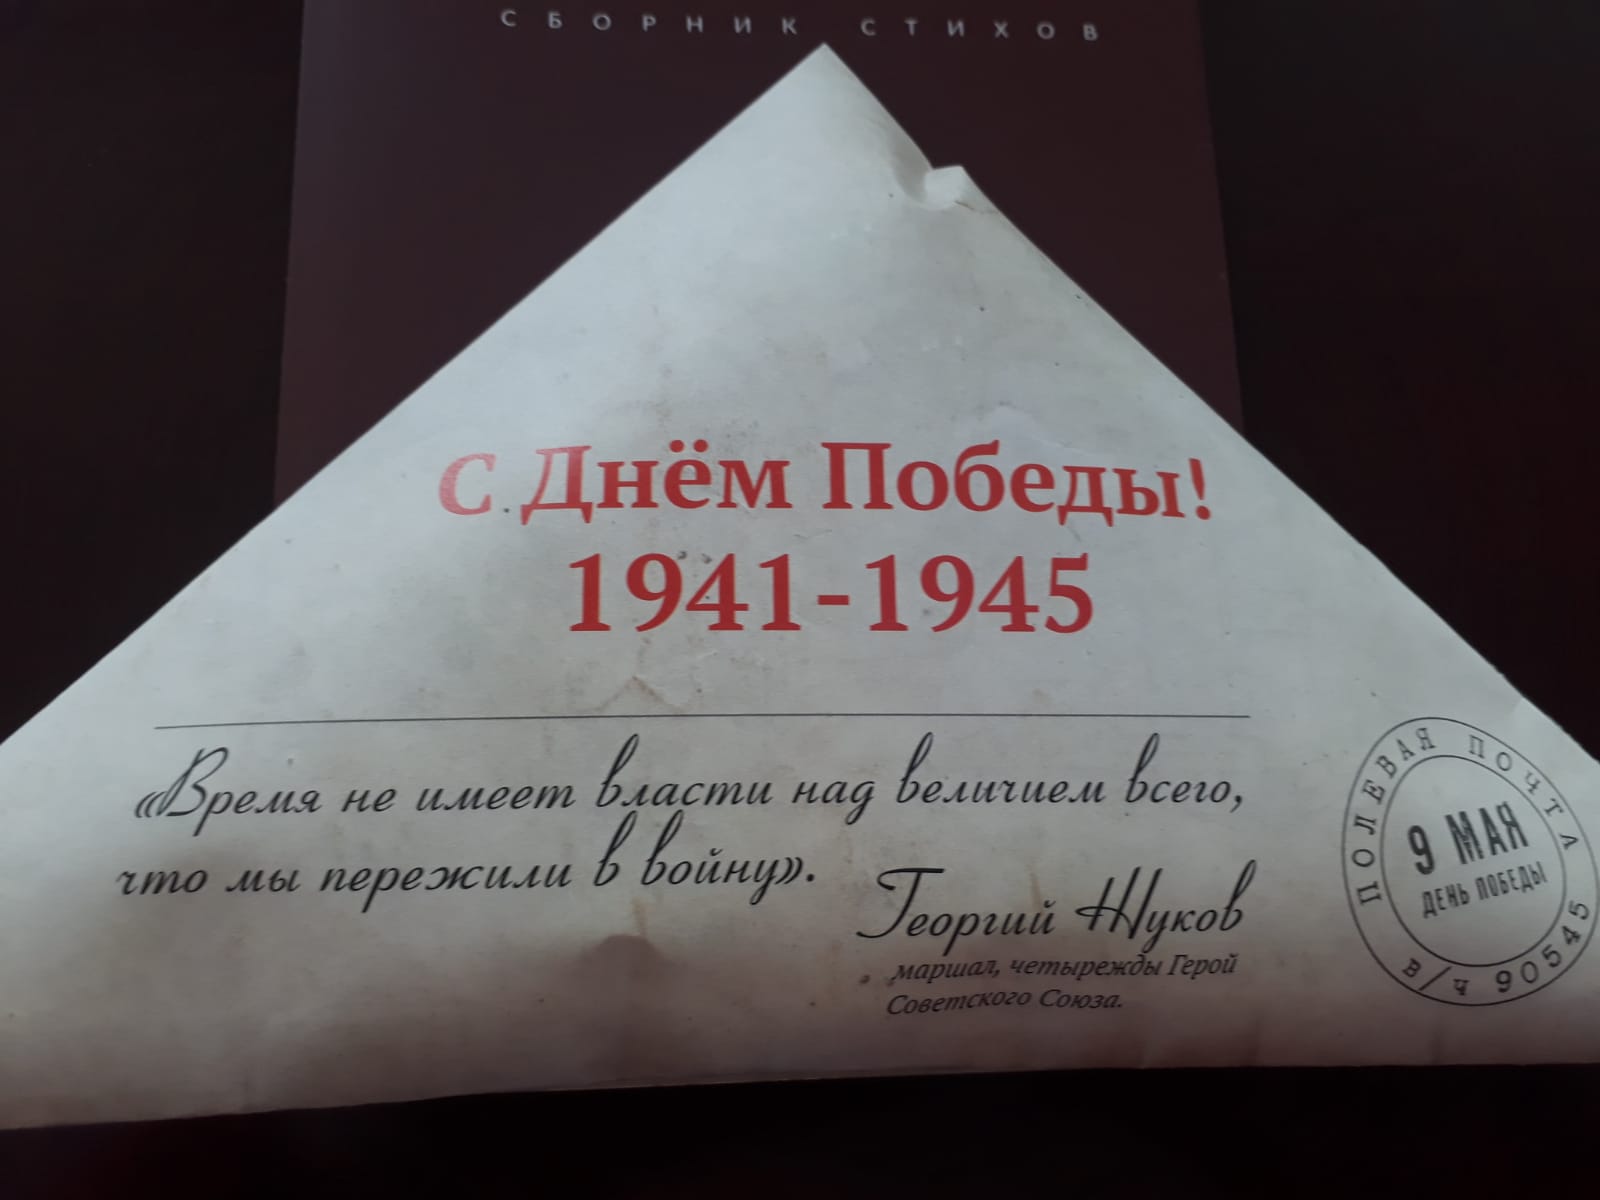 СБОРНИК СТИХОВ
С Днём Победы!
1941-1945
«Время не имеет власти над величием всего,
что мы пережили в войну».
Георгий Жуков
маршал, четырежды Герой
Советского Союза.
ПОЛЕВАЯ ПОЧТА
9 МАЯ
ДЕНЬ ПОБЕДЫ
в/ч 90545